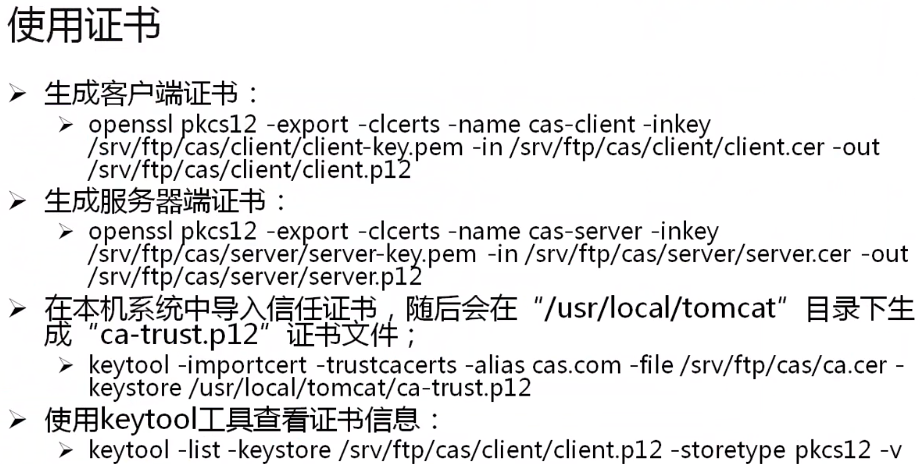 使用证书
➢ 生成客户端证书：
➢ openssl pkcs12 -export -clcerts -name cas-client -inkey
/srv/ftp/cas/client/client-key.pem -in /srv/ftp/cas/client/client.cer -out
/srv/ftp/cas/client/client.p12
➢ 生成服务器端证书：
➢ openssl pkcs12 -export -clcerts -name cas-server -inkey
/srv/ftp/cas/server/server-key.pem -in /srv/ftp/cas/server/server.cer -out
/srv/ftp/cas/server/server.p12
➢ 在本机系统中导入信任证书，随后会在“/usr/local/tomcat”目录下生
成“ca-trust.p12”证书文件；
➢ keytool -importcert -trustcacerts -alias cas.com -file /srv/ftp/cas/ca.cer -
keystore /usr/local/tomcat/ca-trust.p12
➢ 使用keytool工具查看证书信息：
➢ keytool -list -keystore /srv/ftp/cas/client/client.p12 -storetype pkcs12 -v